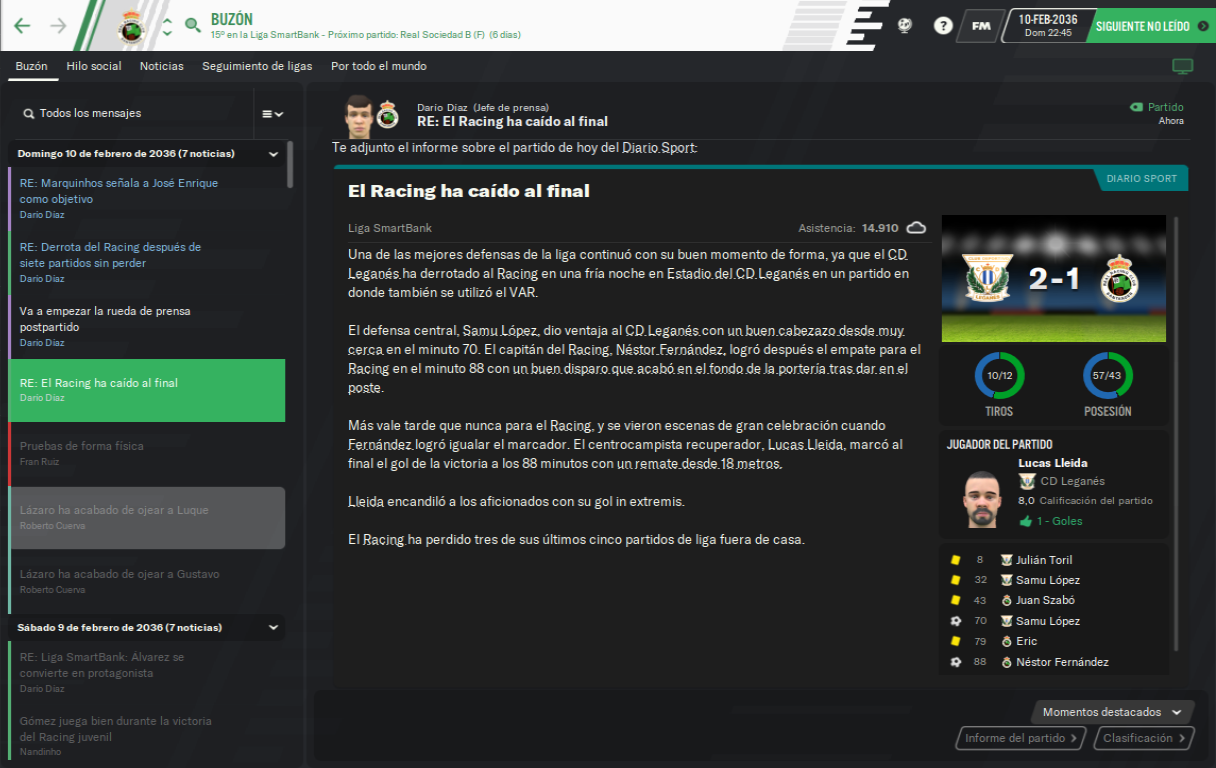 BUZÓN
15º en la Liga SmartBank - Próximo partido: Real Sociedad B (F) (6 días)
?
FM
10-FEB-2036
Dom 22:45
SIGUIENTE NO LEÍDO
Buzón Hilo social Noticias Seguimiento de ligas Por todo el mundo
Todos los mensajes
Domingo 10 de febrero de 2036 (7 noticias)
RE: Marquinhos señala a José Enrique
como objetivo
Darío Díaz
RE: Derrota del Racing después de
siete partidos sin perder
Darío Díaz
Va a empezar la rueda de prensa
postpartido
Darío Díaz
RE: El Racing ha caído al final
Darío Díaz
Pruebas de forma física
Fran Ruiz
Lázaro ha acabado de ojear a Luque
Roberto Cuerva
Lázaro ha acabado de ojear a Gustavo
Roberto Cuerva
Sábado 9 de febrero de 2036 (7 noticias)
RE: Liga SmartBank: Álvarez se
convierte en protagonista
Darío Díaz
Gómez juega bien durante la victoria
del Racing juvenil
Nandinho
Darío Díaz (Jefe de prensa)
RE: El Racing ha caído al final
Partido
Ahora
Te adjunto el informe sobre el partido de hoy del Diario Sport:
DIARIO SPORT
El Racing ha caído al final
Liga SmartBank
Asistencia: 14.910
Una de las mejores defensas de la liga continuó con su buen momento de forma, ya que el CD
Leganés ha derrotado al Racing en una fría noche en Estadio del CD Leganés en un partido en
donde también se utilizó el VAR.
El defensa central, Samu López, dio ventaja al CD Leganés con un buen cabezazo desde muy
cerca en el minuto 70. El capitán del Racing, Néstor Fernández, logró después el empate para el
Racing en el minuto 88 con un buen disparo que acabó en el fondo de la portería tras dar en el
poste.
Más vale tarde que nunca para el Racing, y se vieron escenas de gran celebración cuando
Fernández logró igualar el marcador. El centrocampista recuperador, Lucas Lleida, marcó al
final el gol de la victoria a los 88 minutos con un remate desde 18 metros.
Lleida encandiló a los aficionados con su gol in extremis.
El Racing ha perdido tres de sus últimos cinco partidos de liga fuera de casa.
2-1
10/12
57/43
TIROS
POSESIÓN
JUGADOR DEL PARTIDO
Lucas Lleida
CD Leganés
8,0 Calificación del partido
1 - Goles
8 Julián Toril
32 Samu López
43 Juan Szabó
70 Samu López
79 Eric
88 Néstor Fernández
Momentos destacados
Informe del partido
Clasificación